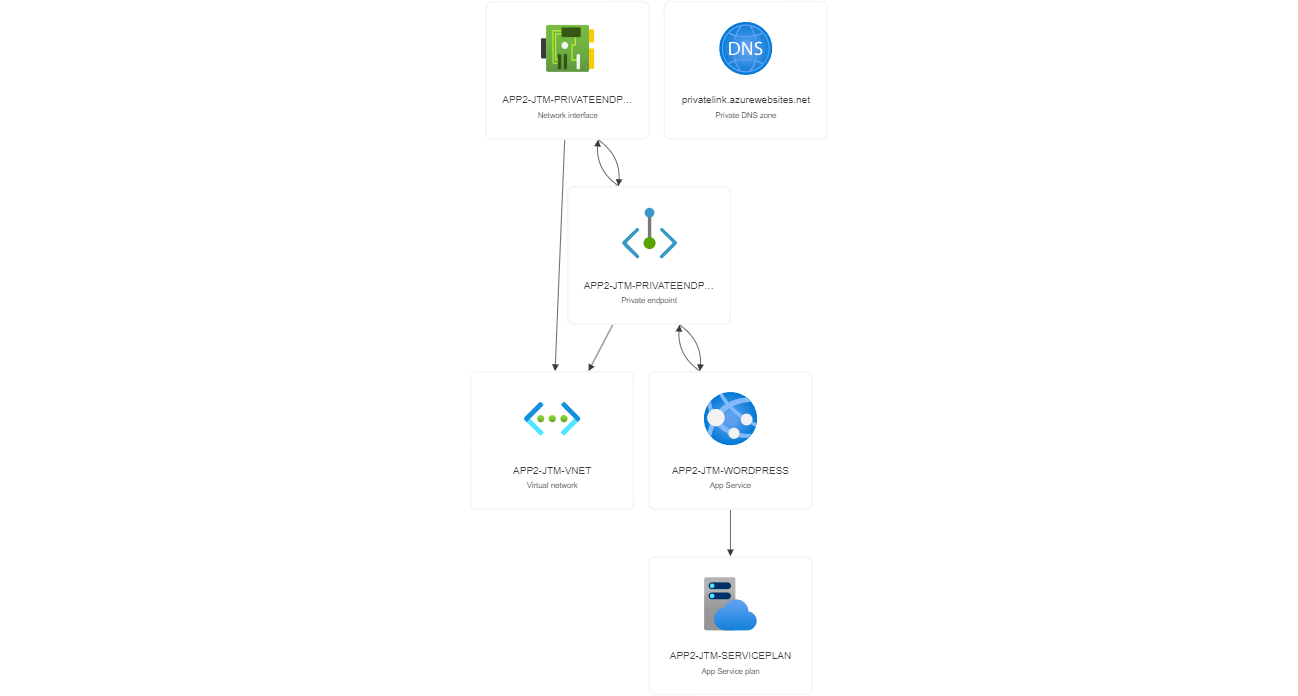 DNS
APP2-JTM-PRIVATEENDP...
Network interface
privatelink.azurewebsites.net
Private DNS zone
APP2-JTM-PRIVATEENDP...
Private endpoint
APP2-JTM-VNET
Virtual network
APP2-JTM-WORDPRESS
App Service
APP2-JTM-SERVICEPLAN
App Service plan